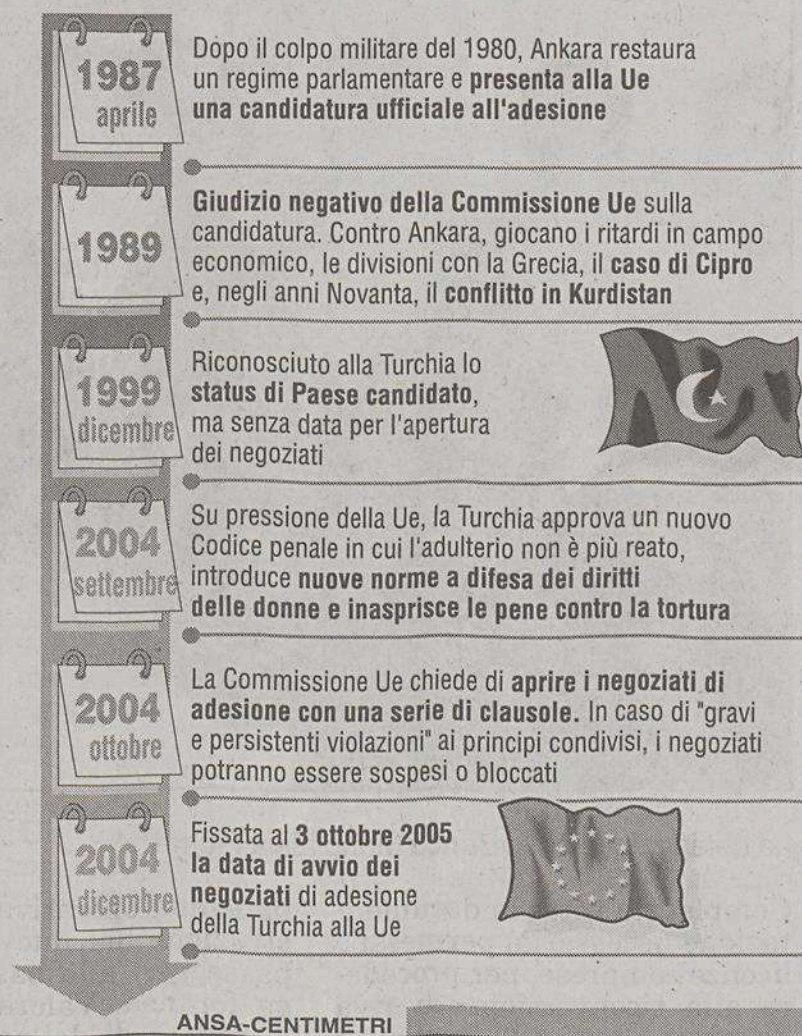 1987
aprile
Dopo il colpo militare del 1980, Ankara restaura
un regime parlamentare e presenta alla Ue
una candidatura ufficiale all'adesione
1989
Giudizio negativo della Commissione Ue sulla
candidatura. Contro Ankara, giocano i ritardi in campo
economico, le divisioni con la Grecia, il caso di Cipro
e, negli anni Novanta, il conflitto in Kurdistan
1999
dicembre
Riconosciuto alla Turchia lo
status di Paese candidato,
ma senza data per l'apertura
dei negoziati
2004
settembre
Su pressione della Ue, la Turchia approva un nuovo
Codice penale in cui l'adulterio non è più reato,
introduce nuove norme a difesa dei diritti
delle donne e inasprisce le pene contro la tortura
2004
ottobre
La Commissione Ue chiede di aprire i negoziati di
adesione con una serie di clausole. In caso di "gravi
e persistenti violazioni" ai principi condivisi, i negoziati
potranno essere sospesi o bloccati
2004
dicembre
Fissata al 3 ottobre 2005
la data di avvio dei
negoziati di adesione
della Turchia alla Ue
ANSA-CENTIMETRI